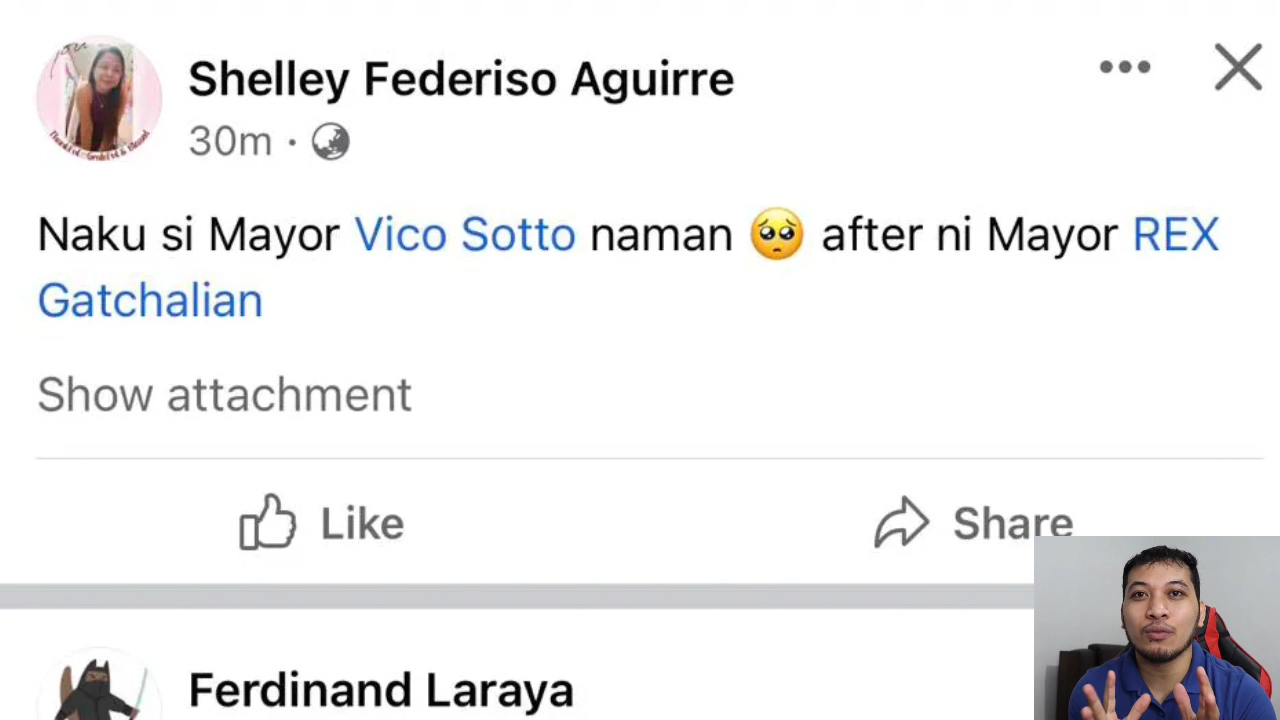 Shelley Federiso Aguirre
30m ·
Naku si Mayor Vico Sotto naman 🥺 after ni Mayor REX
Gatchalian
Show attachment
Like
Share
Ferdinand Laraya